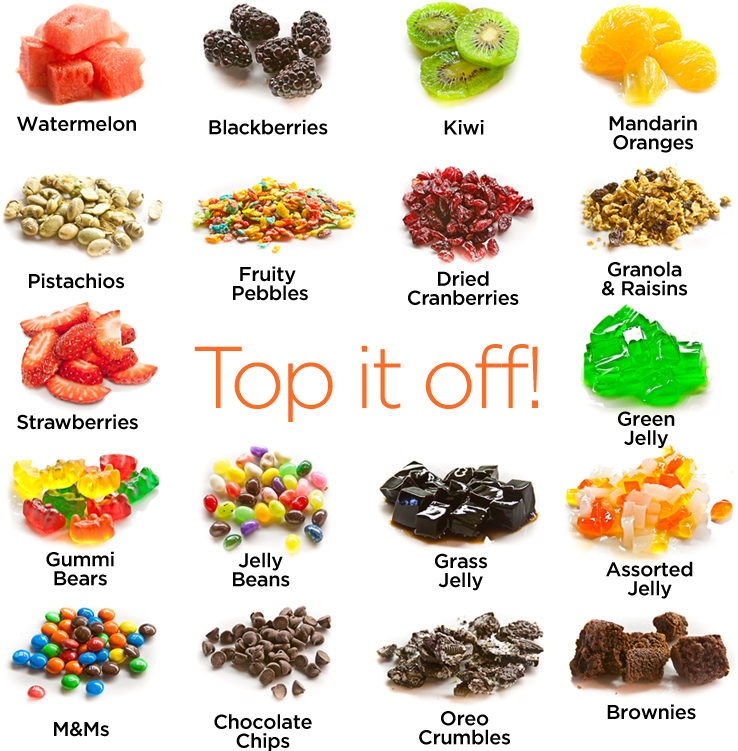 Watermelon
Blackberries
Kiwi
Mandarin
Oranges
Pistachios
Fruity
Pebbles
Dried
Cranberries
Granola
& Raisins
Strawberries
Top it off!
Green
Jelly
Gummi
Bears
Jelly
Beans
Grass
Jelly
Assorted
Jelly
M&Ms
Chocolate
Chips
Oreo
Crumbles
Brownies